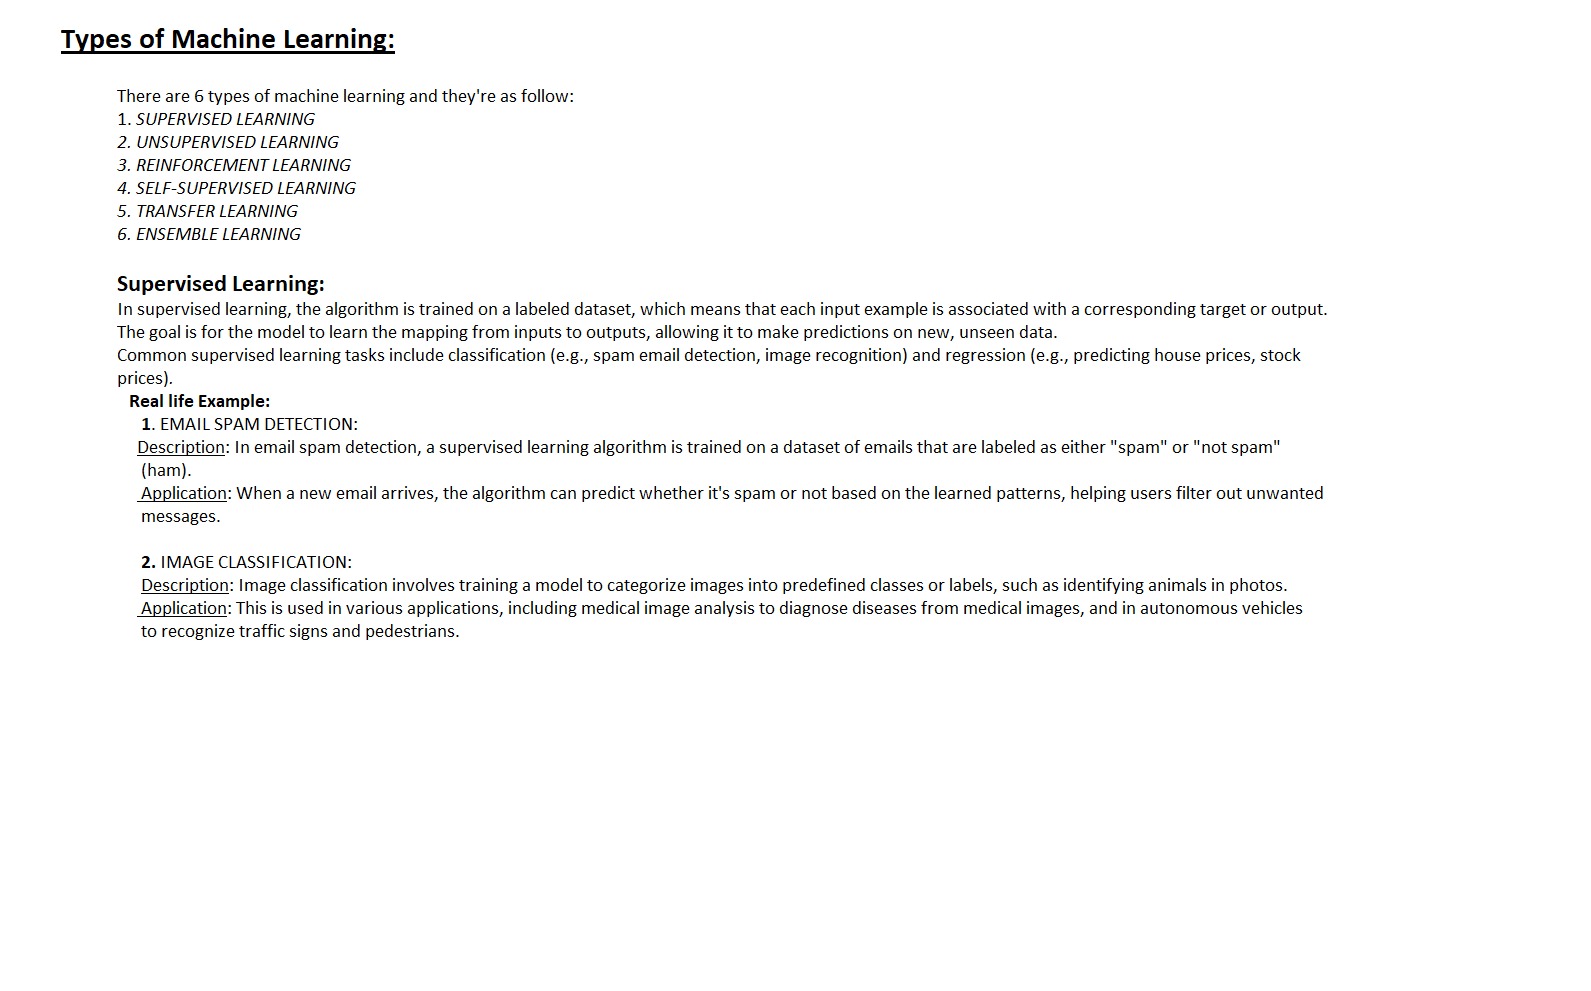 Types of Machine Learning:
There are 6 types of machine learning and they're as follow:
1. SUPERVISED LEARNING
2. UNSUPERVISED LEARNING
3. REINFORCEMENT LEARNING
4. SELF-SUPERVISED LEARNING
5. TRANSFER LEARNING
6. ENSEMBLE LEARNING
Supervised Learning:
In supervised learning, the algorithm is trained on a labeled dataset, which means that each input example is associated with a corresponding target or output.
The goal is for the model to learn the mapping from inputs to outputs, allowing it to make predictions on new, unseen data.
Common supervised learning tasks include classification (e.g., spam email detection, image recognition) and regression (e.g., predicting house prices, stock
prices).
Real life Example:
1. EMAIL SPAM DETECTION:
Description: In email spam detection, a supervised learning algorithm is trained on a dataset of emails that are labeled as either "spam" or "not spam"
(ham).
Application: When a new email arrives, the algorithm can predict whether it's spam or not based on the learned patterns, helping users filter out unwanted
messages.
2. IMAGE CLASSIFICATION:
Description: Image classification involves training a model to categorize images into predefined classes or labels, such as identifying animals in photos.
Application: This is used in various applications, including medical image analysis to diagnose diseases from medical images, and in autonomous vehicles
to recognize traffic signs and pedestrians.